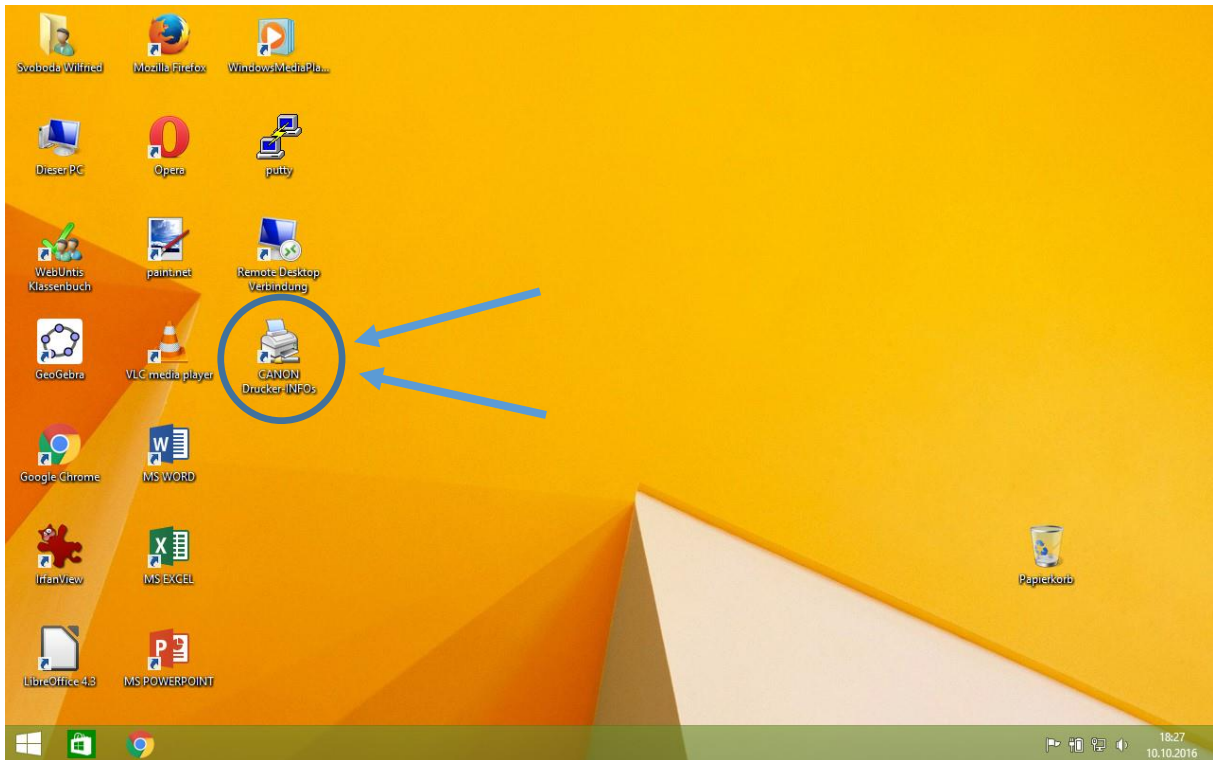 Svoboda Wilfried
Mozilla Firefox
WindowsMediaPla...
Dieser PC
Opera
putty
WebUntis
Klassenbuch
paint.net
Remote Desktop
Verbindung
GeoGebra
VLC media player
CANON
Drucker-INFOs
Google Chrome
MS WORD
IrfanView
MS EXCEL
Papierkorb
LibreOffice 4.3
MS POWERPOINT
18:27
10.10.2016